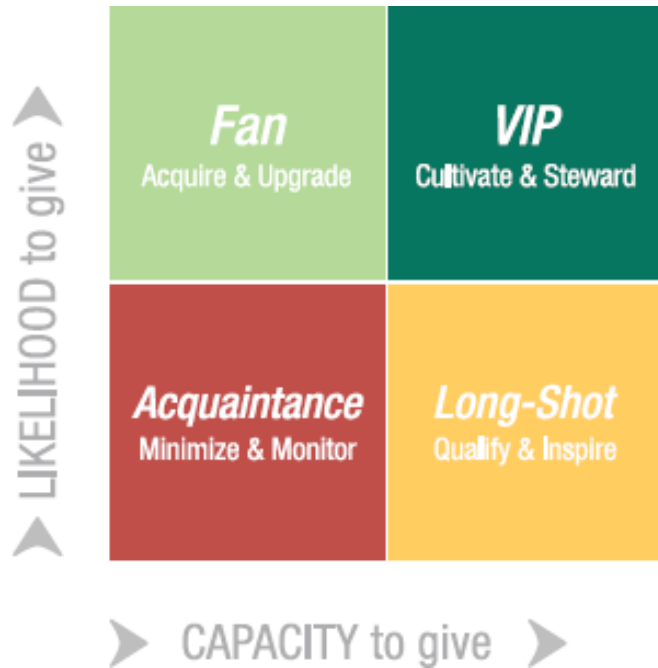 LIKELIHOOD to give
Fan
Acquire & Upgrade
VIP
Cultivate & Steward
Acquaintance
Minimize & Monitor
Long-Shot
Qualify & Inspire
CAPACITY to give